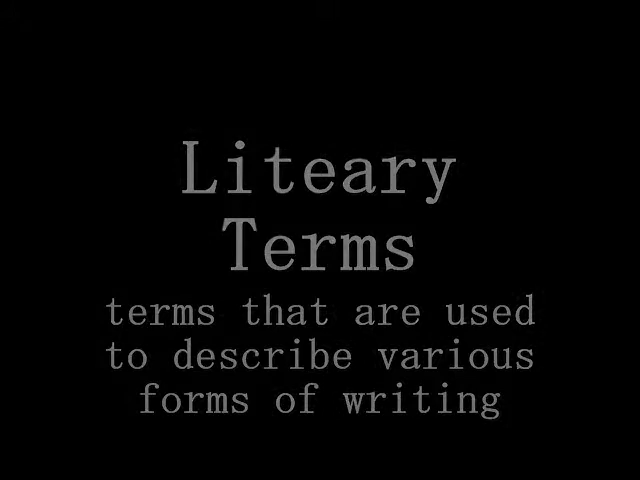 Liteary
Terms
terms that are used
to describe various
forms of writing